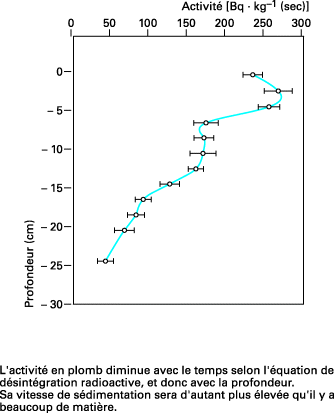 Activité [Bq · kg–1 (sec)]
0 50 100 150 200 250 300
0
– 5
– 10
– 15
– 20
– 25
– 30
Profondeur (cm)
L'activité en plomb diminue avec le temps selon l'équation de
désintégration radioactive, et donc avec la profondeur.
Sa vitesse de sédimentation sera d'autant plus élevée qu'il y a
beaucoup de matière.